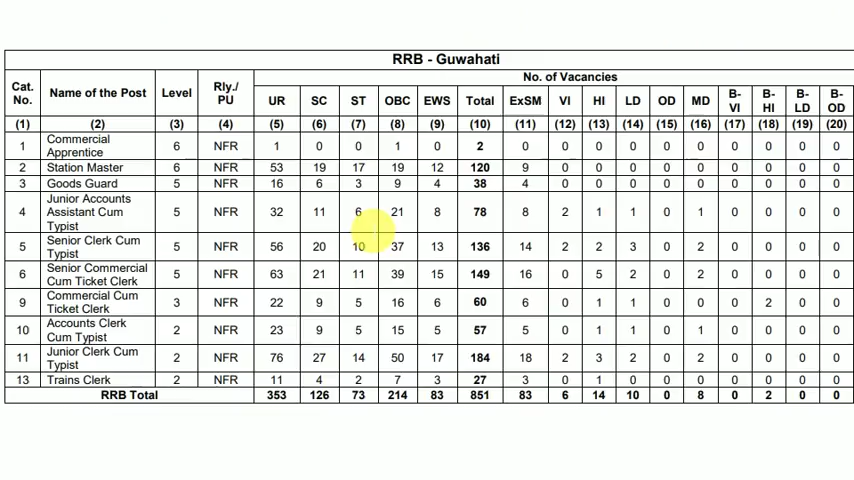 RRB - Guwahati
Cat. No. Name of the Post Level Rly./ PU No. of Vacancies
UR SC ST OBC EWS Total ExSM VI HI LD OD MD B-VI B-HI B-LD B-OD
(1) (2) (3) (4) (5) (6) (7) (8) (9) (10) (11) (12) (13) (14) (15) (16) (17) (18) (19) (20)
1 Commercial Apprentice 6 NFR 1 0 0 1 0 2 0 0 0 0 0 0 0 0 0 0
2 Station Master 6 NFR 53 19 17 19 12 120 9 0 0 0 0 0 0 0 0 0
3 Goods Guard 5 NFR 16 6 3 9 4 38 4 0 0 0 0 0 0 0 0 0
4 Junior Accounts Assistant Cum Typist 5 NFR 32 11 6 21 8 78 8 2 1 1 0 1 0 0 0 0
5 Senior Clerk Cum Typist 5 NFR 56 20 10 37 13 136 14 2 2 3 0 2 0 0 0 0
6 Senior Commercial Cum Ticket Clerk 5 NFR 63 21 11 39 15 149 16 0 5 2 0 2 0 0 0 0
9 Commercial Cum Ticket Clerk 3 NFR 22 9 5 16 6 60 6 0 1 1 0 0 0 2 0 0
10 Accounts Clerk Cum Typist 2 NFR 23 9 5 15 5 57 5 0 1 1 0 1 0 0 0 0
11 Junior Clerk Cum Typist 2 NFR 76 27 14 50 17 184 18 2 3 2 0 2 0 0 0 0
13 Trains Clerk 2 NFR 11 4 2 7 3 27 3 0 1 0 0 0 0 0 0 0
RRB Total 353 126 73 214 83 851 83 6 14 10 0 8 0 2 0 0